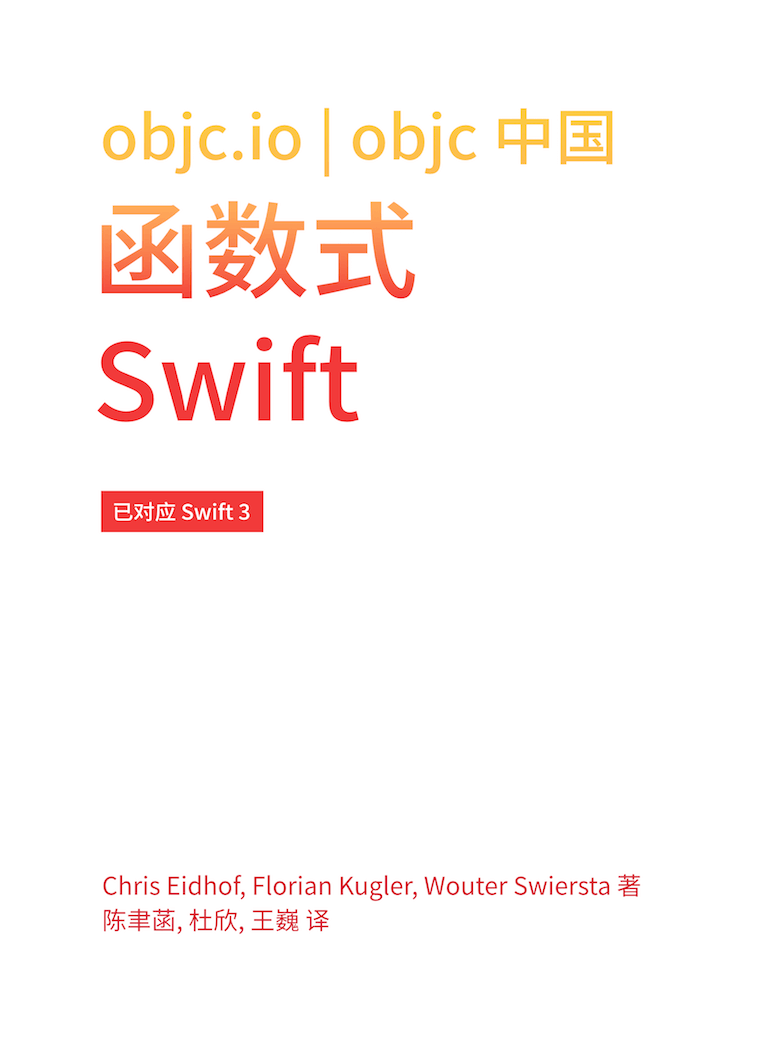 objc.io | objc 中国
函数式
Swift
已对应 Swift 3
Chris Eidhof, Florian Kugler, Wouter Swiersta 著
陈聿菡, 杜欣, 王巍 译